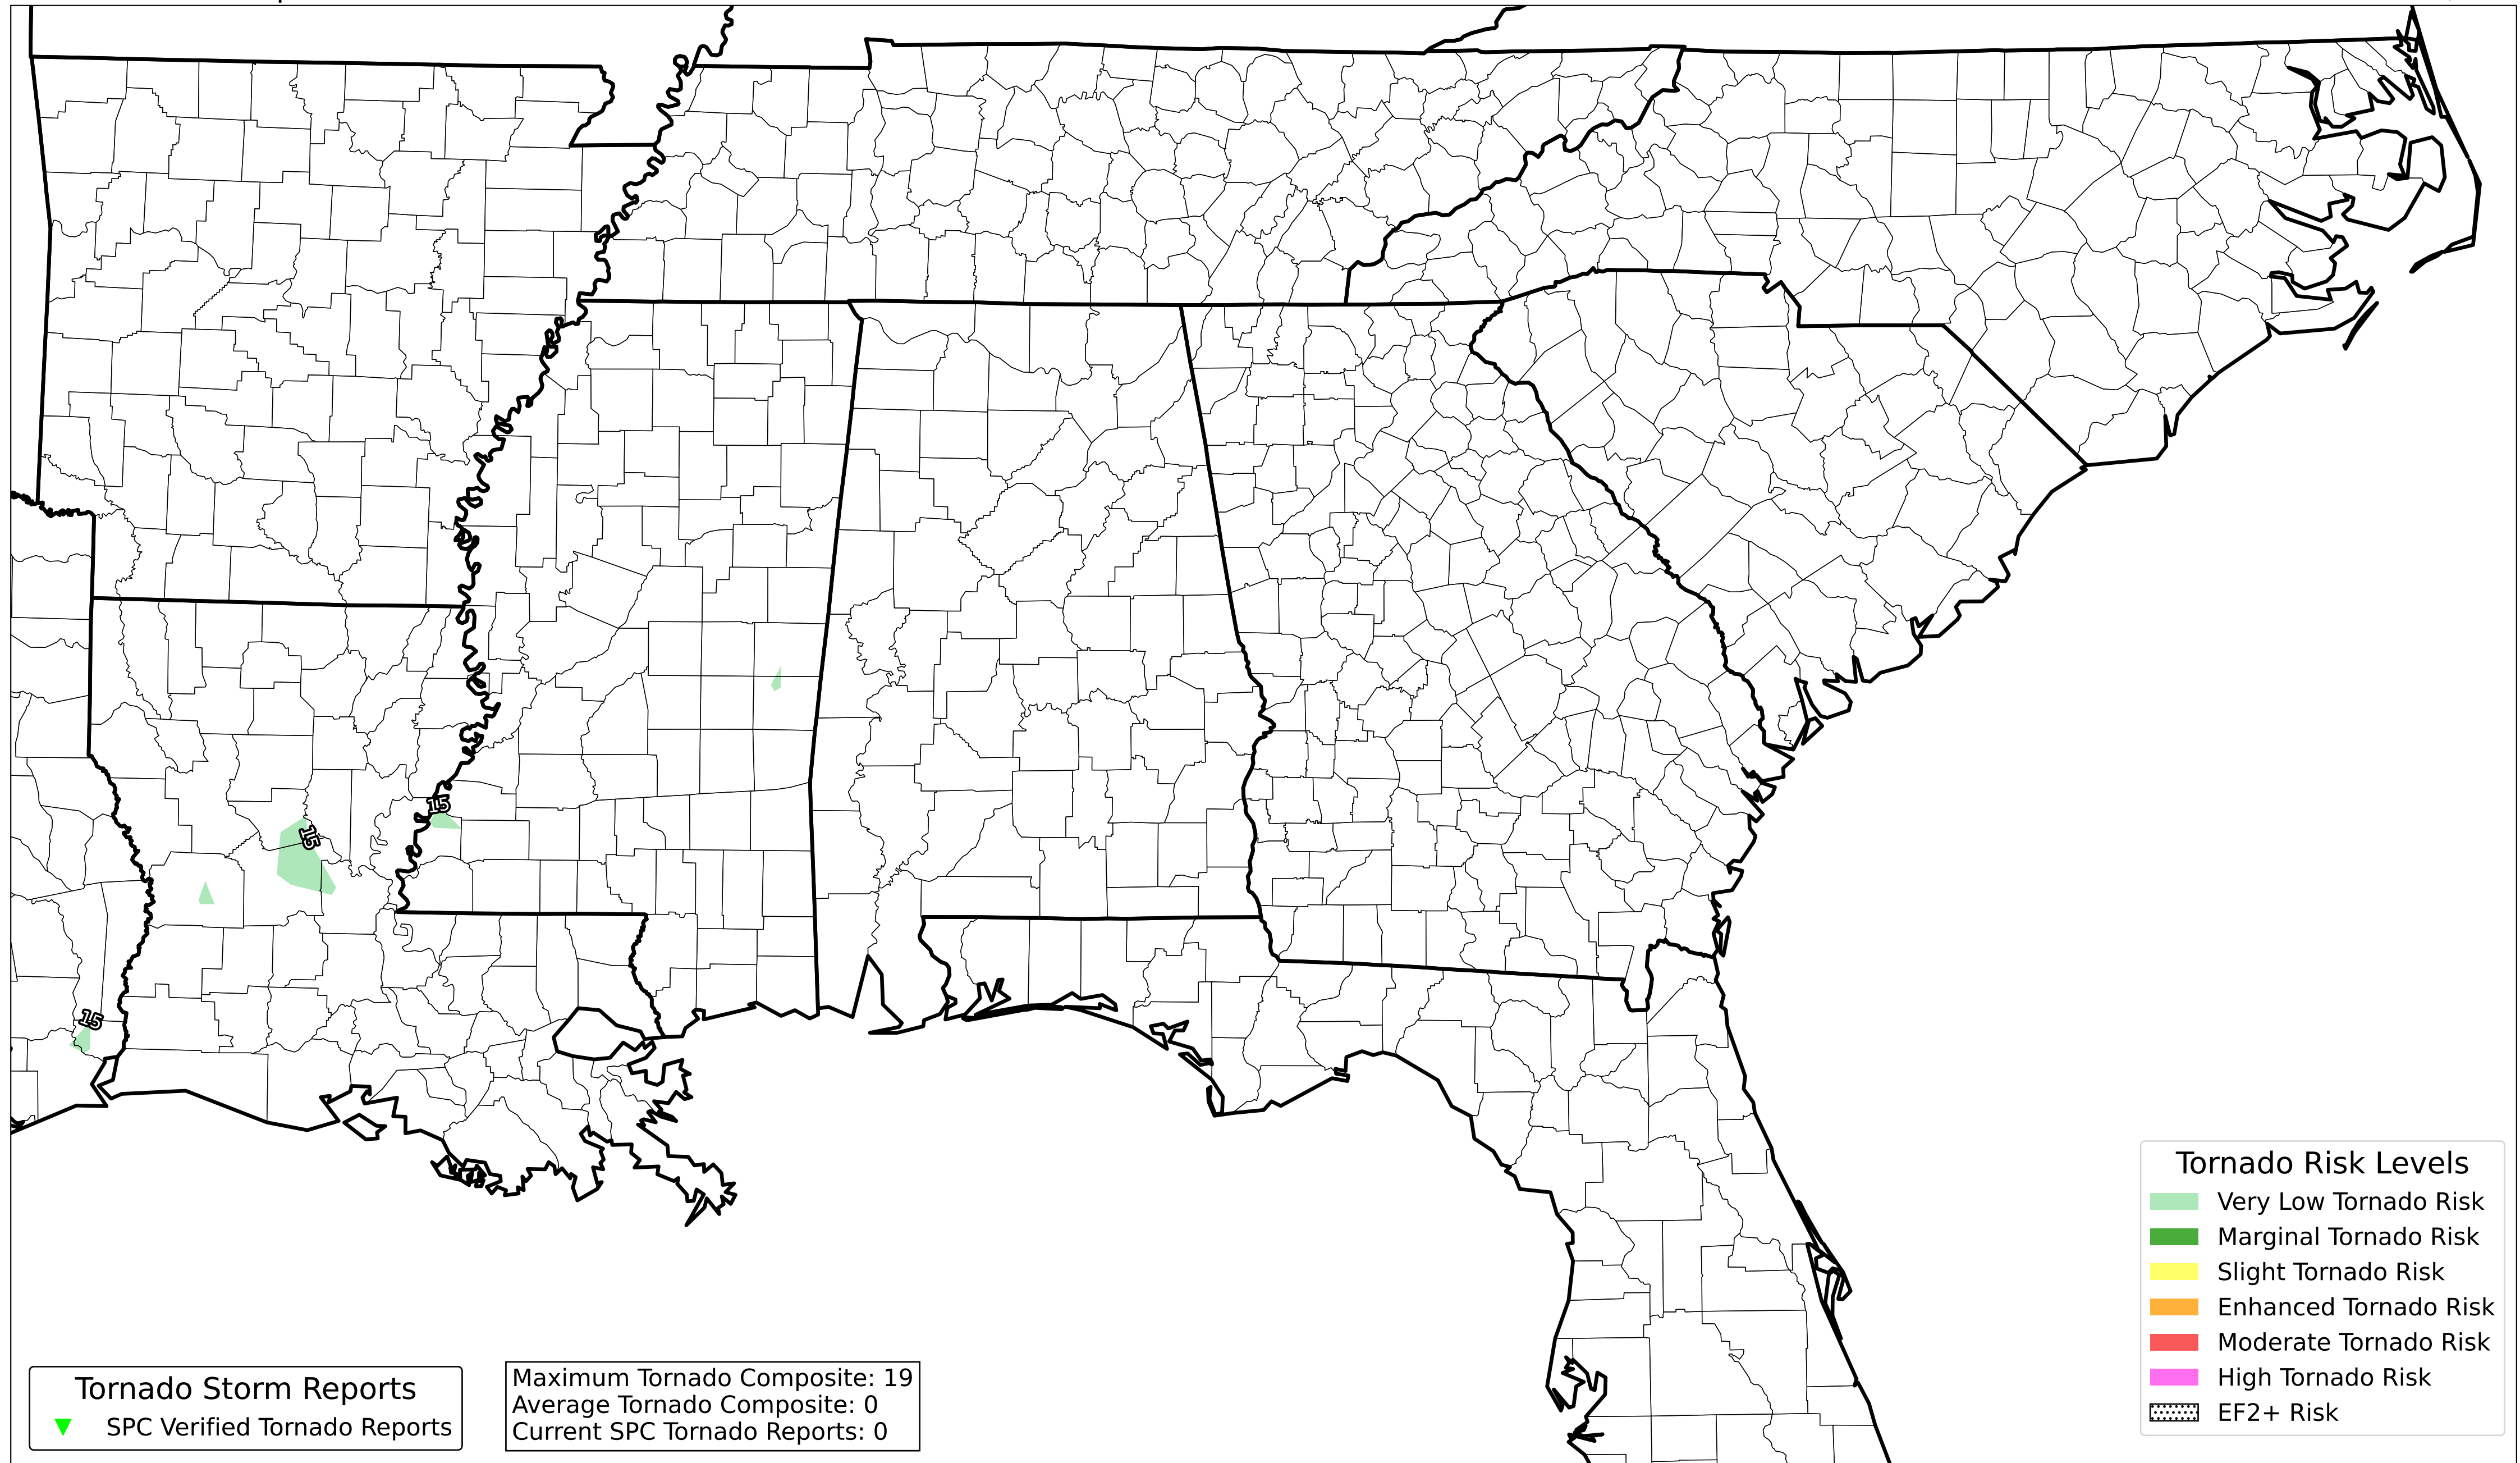 15
15
15
Tornado Risk Levels
Very Low Tornado Risk
Marginal Tornado Risk
Slight Tornado Risk
Enhanced Tornado Risk
Moderate Tornado Risk
High Tornado Risk
EF2+ Risk
Tornado Storm Reports
SPC Verified Tornado Reports
Maximum Tornado Composite: 19
Average Tornado Composite: 0
Current SPC Tornado Reports: 0